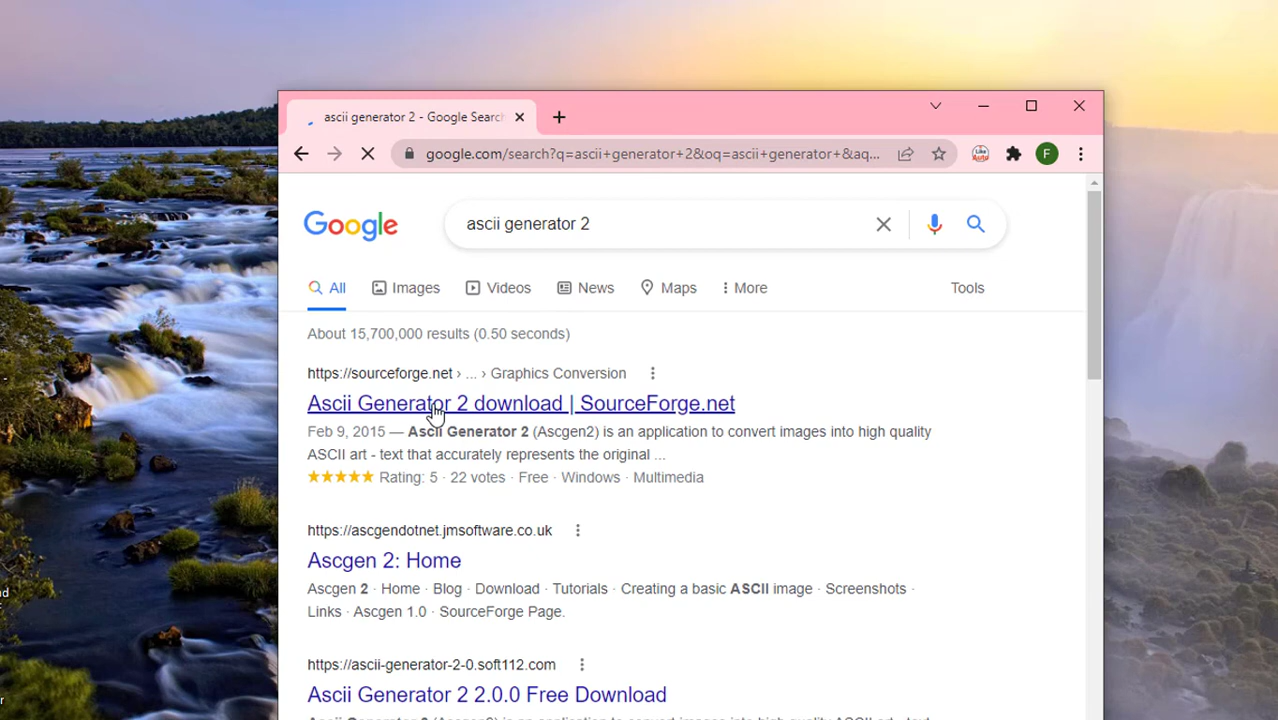 ascii generator 2 - Google Search
google.com/search?q=ascii+generator+2&oq=ascii+generator+&aq...
Like
Auto
F
Google
ascii generator 2
All
Images
Videos
News
Maps
More
Tools
About 15,700,000 results (0.50 seconds)
https://sourceforge.net › ... › Graphics Conversion
Ascii Generator 2 download | SourceForge.net
Feb 9, 2015 — Ascii Generator 2 (Ascgen2) is an application to convert images into high quality
ASCII art - text that accurately represents the original ...
Rating: 5 · 22 votes · Free · Windows · Multimedia
https://ascgendotnet.jmsoftware.co.uk
Ascgen 2: Home
Ascgen 2 · Home · Blog · Download · Tutorials · Creating a basic ASCII image · Screenshots ·
Links · Ascgen 1.0 · SourceForge Page.
https://ascii-generator-2-0.soft112.com
Ascii Generator 2 2.0.0 Free Download